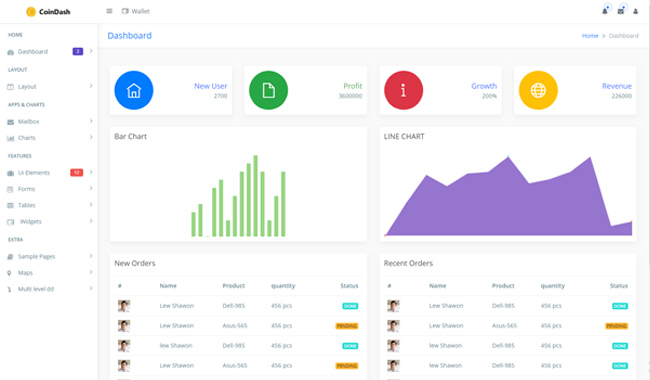 CoinDash
Wallet
HOME
Dashboard 2
LAYOUT
Layout
APPS & CHARTS
Mailbox
Charts
FEATURES
Ui Elements 12
Forms
Tables
Widgets
EXTRA
Sample Pages
Maps
Multi level dd
Dashboard
Home > Dashboard
New User
2700
Profit
3600000
Growth
200%
Revenue
226000
Bar Chart
LINE CHART
New Orders
# Name Product quantity Status
Lew Shawon Dell-985 456 pcs DONE
Lew Shawon Asus-565 456 pcs PENDING
lew Shawon Dell-985 456 pcs DONE
Lew Shawon Asus-565 456 pcs PENDING
Recent Orders
# Name Product quantity Status
Lew Shawon Dell-985 456 pcs DONE
Lew Shawon Asus-565 456 pcs PENDING
lew Shawon Dell-985 456 pcs DONE
lew Shawon Dell-985 456 pcs DONE